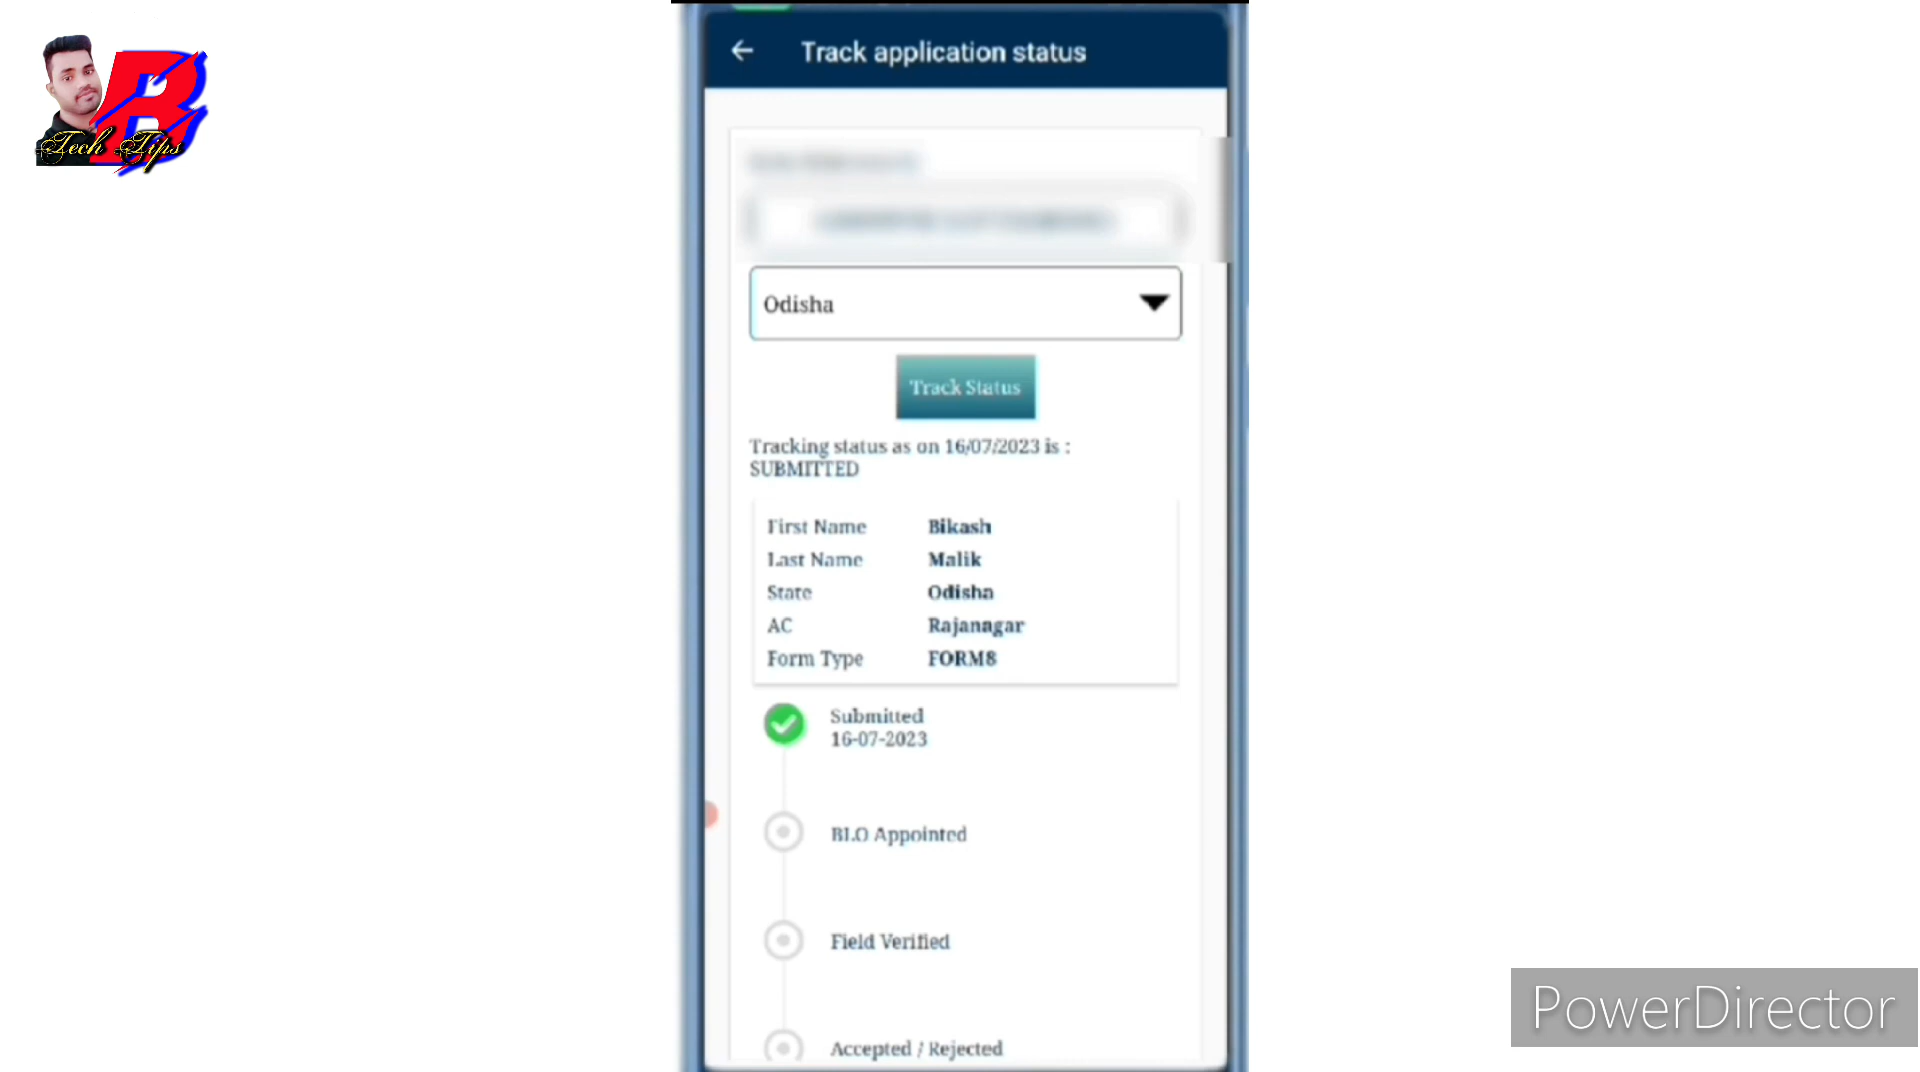 B
Tech Tips
Track application status
Odisha
Track Status
Tracking status as on 16/07/2023 is :
SUBMITTED
First Name Bikash
Last Name Malik
State Odisha
AC Rajanagar
Form Type FORM8
Submitted
16-07-2023
BLO Appointed
Field Verified
Accepted / Rejected
PowerDirector